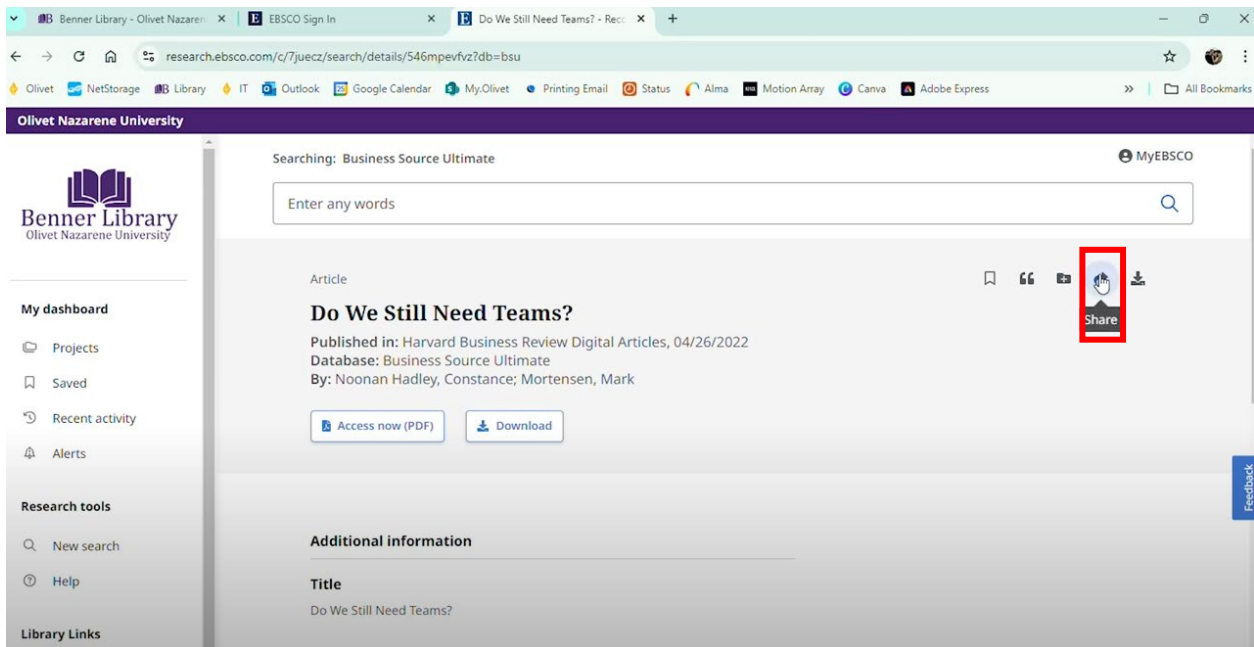 Benner Library - Olivet Nazaren
EBSCO Sign In
Do We Still Need Teams? - Reco
research.ebsco.com/c/7juecz/search/details/546mpevfvz?db=bsu
Olivet
NetStorage
Library
IT
Outlook
Google Calendar
My.Olivet
Printing Email
Status
Alma
Motion Array
Canva
Adobe Express
All Bookmarks
Olivet Nazarene University
Benner Library
Olivet Nazarene University
My dashboard
Projects
Saved
Recent activity
Alerts
Research tools
New search
Help
Library Links
Searching: Business Source Ultimate
MyEBSCO
Enter any words
Article
Share
Do We Still Need Teams?
Published in: Harvard Business Review Digital Articles, 04/26/2022
Database: Business Source Ultimate
By: Noonan Hadley, Constance; Mortensen, Mark
Access now (PDF)
Download
Feedback
Additional information
Title
Do We Still Need Teams?